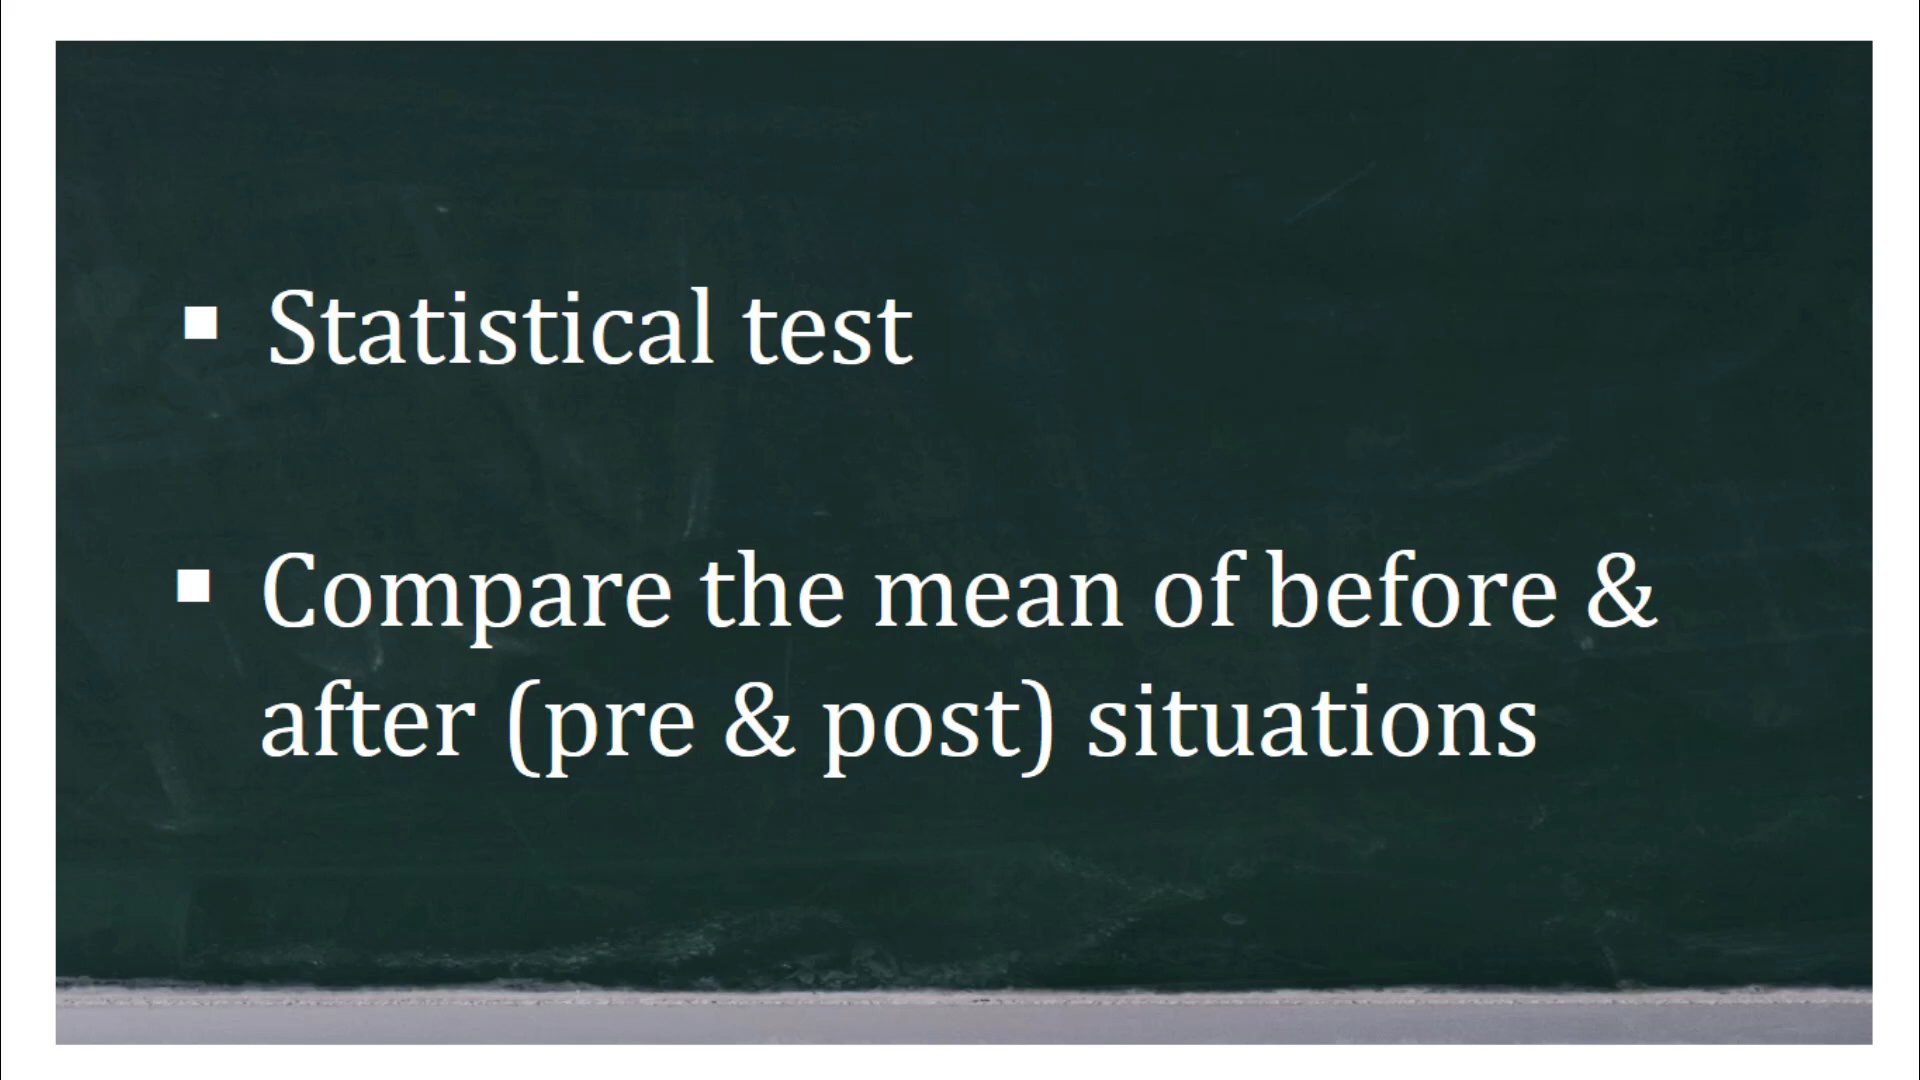 ▪ Statistical test
▪ Compare the mean of before &
after (pre & post) situations